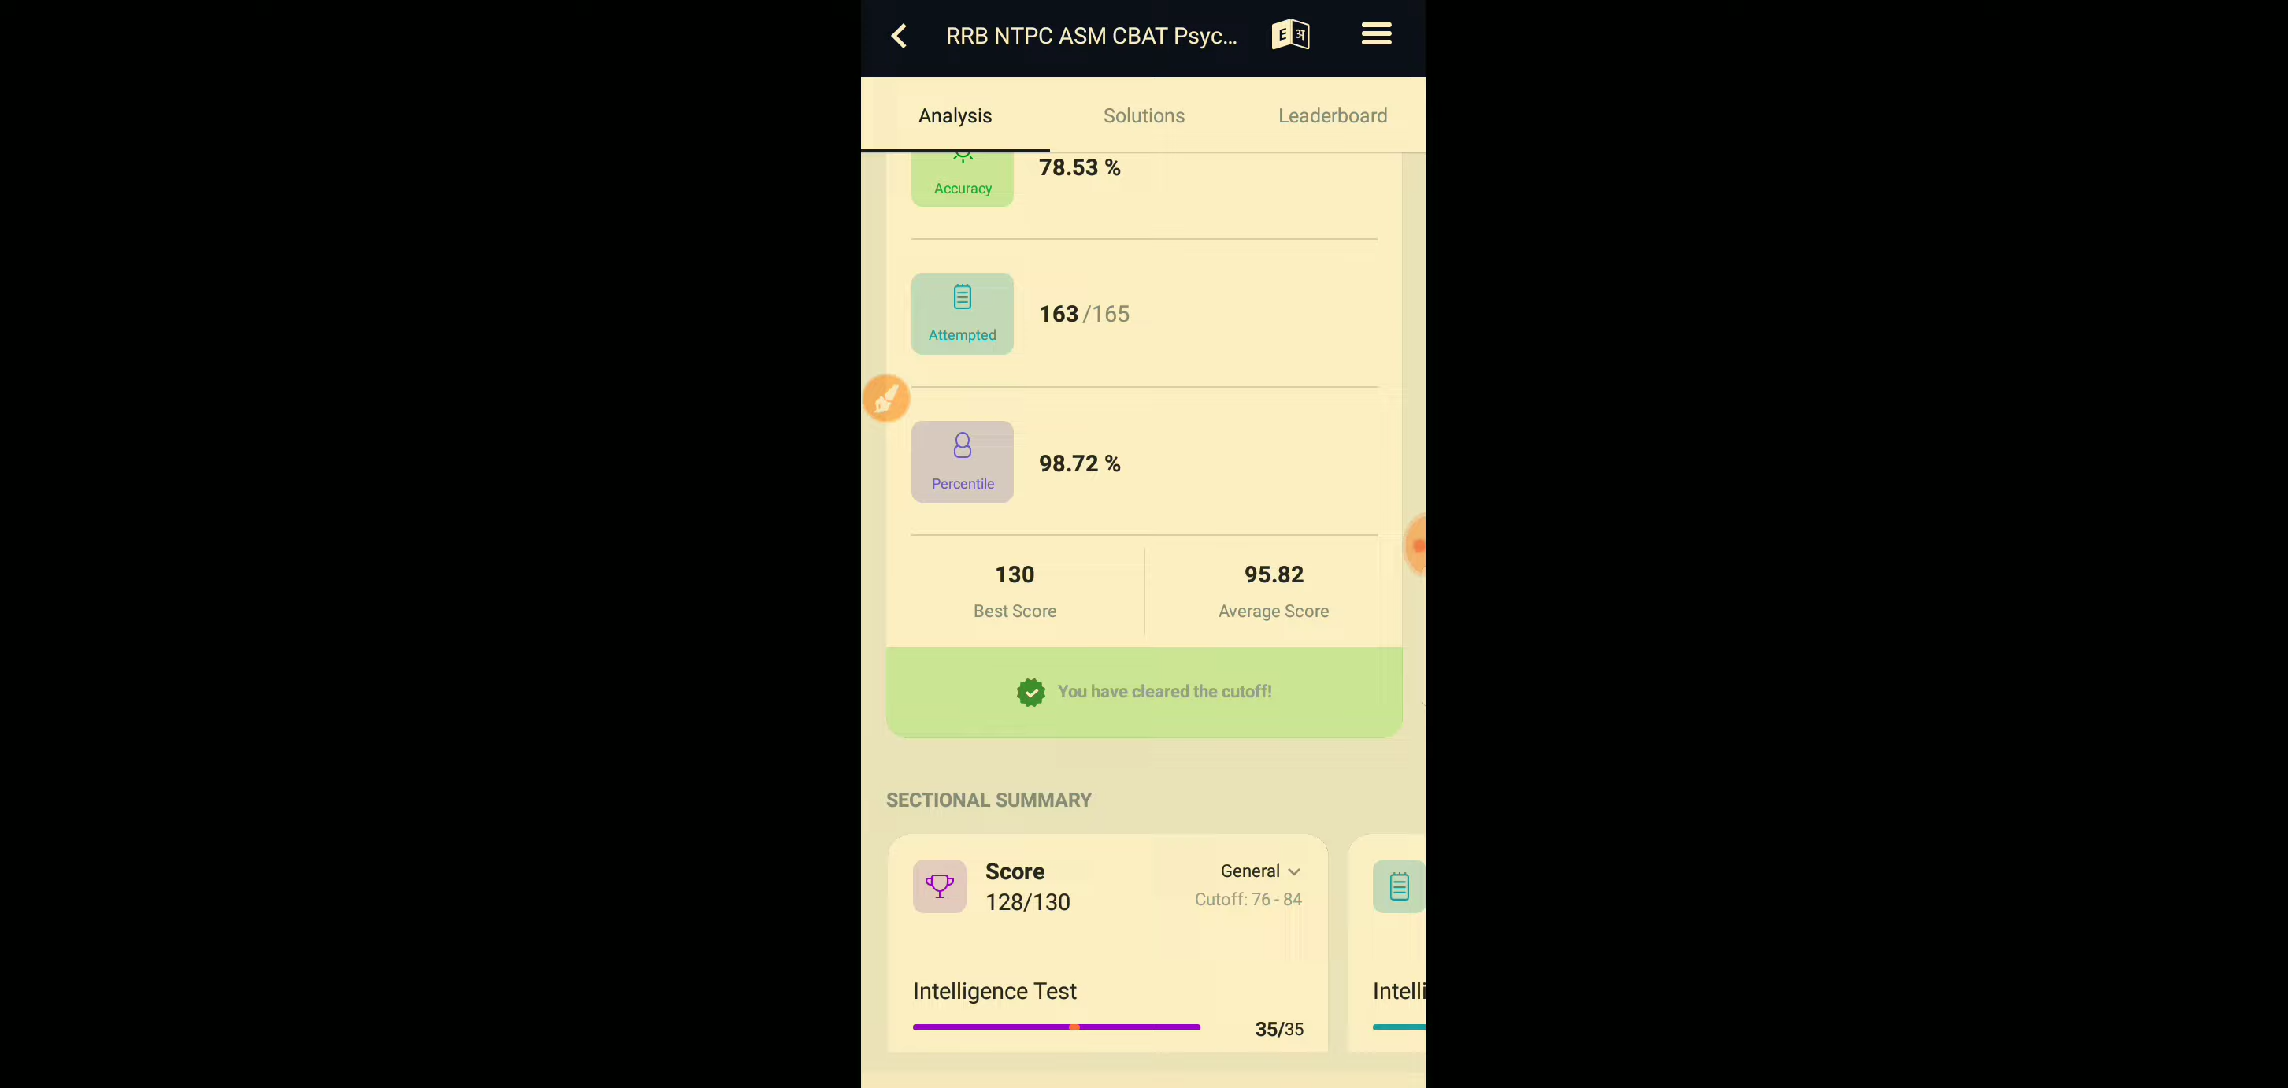 RRB NTPC ASM CBAT Psyc...
E अ
Analysis Solutions Leaderboard
78.53 %
Accuracy
163/165
Attempted
98.72 %
Percentile
130 95.82
Best Score Average Score
You have cleared the cutoff!
SECTIONAL SUMMARY
Score General
128/130 Cutoff: 76 - 84
Intelligence Test Intelli
35/35